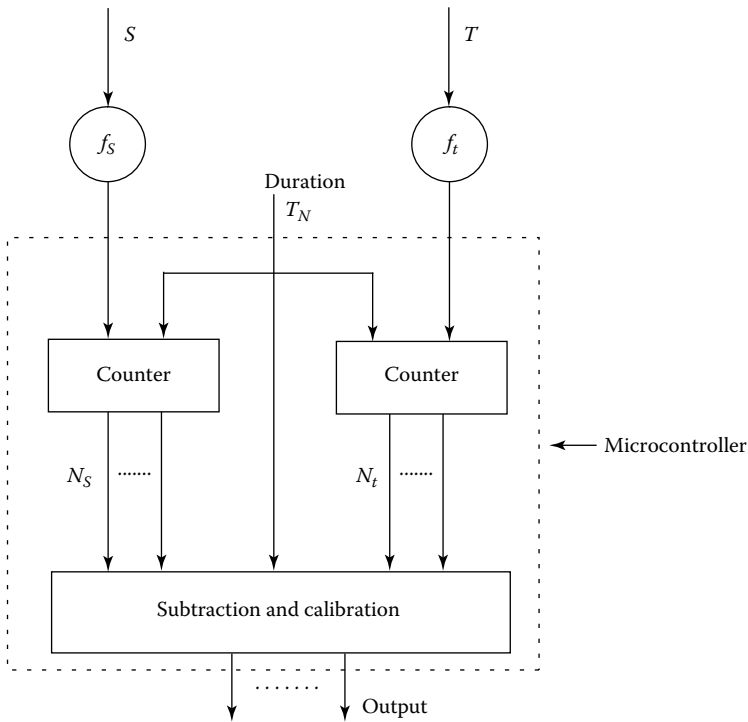 S
T
f_S
f_t
Duration
T_N
Counter
Counter
Microcontroller
N_S .......
N_t .......
Subtraction and calibration
.......
Output